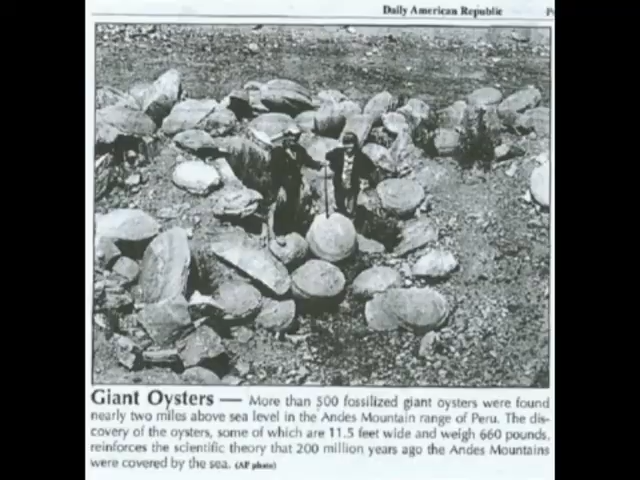 Daily American Republic
Giant Oysters — More than 500 fossilized giant oysters were found
nearly two miles above sea level in the Andes Mountain range of Peru. The dis-
covery of the oysters, some of which are 11.5 feet wide and weigh 660 pounds,
reinforces the scientific theory that 200 million years ago the Andes Mountains
were covered by the sea. (AP photo)